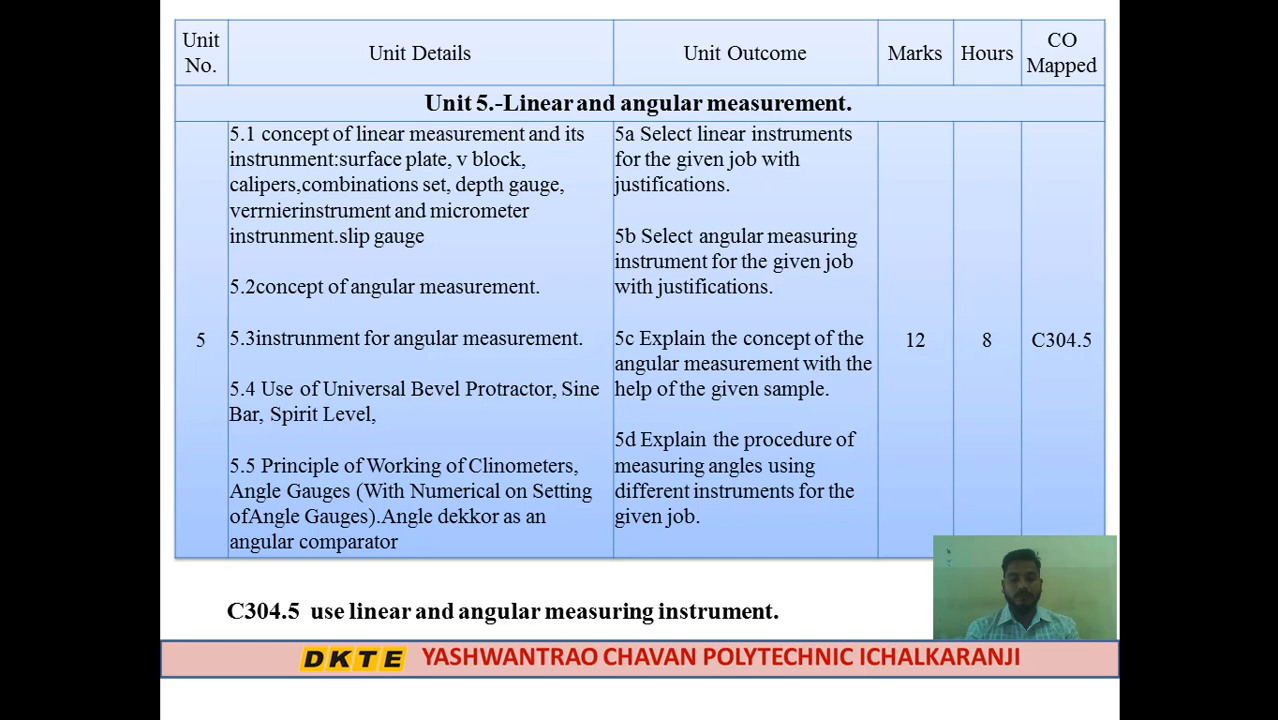 Unit No.
Unit Details
Unit Outcome
Marks
Hours
CO Mapped
Unit 5.-Linear and angular measurement.
5
5.1 concept of linear measurement and its
instrunment:surface plate, v block,
calipers,combinations set, depth gauge,
verrnierinstrument and micrometer
instrunment.slip gauge
5.2concept of angular measurement.
5.3instrunment for angular measurement.
5.4 Use of Universal Bevel Protractor, Sine
Bar, Spirit Level,
5.5 Principle of Working of Clinometers,
Angle Gauges (With Numerical on Setting
ofAngle Gauges).Angle dekkor as an
angular comparator
5a Select linear instruments
for the given job with
justifications.
5b Select angular measuring
instrument for the given job
with justifications.
5c Explain the concept of the
angular measurement with the
help of the given sample.
5d Explain the procedure of
measuring angles using
different instruments for the
given job.
12
8
C304.5
C304.5 use linear and angular measuring instrument.
DKTE YASHWANTRAO CHAVAN POLYTECHNIC ICHALKARANJI